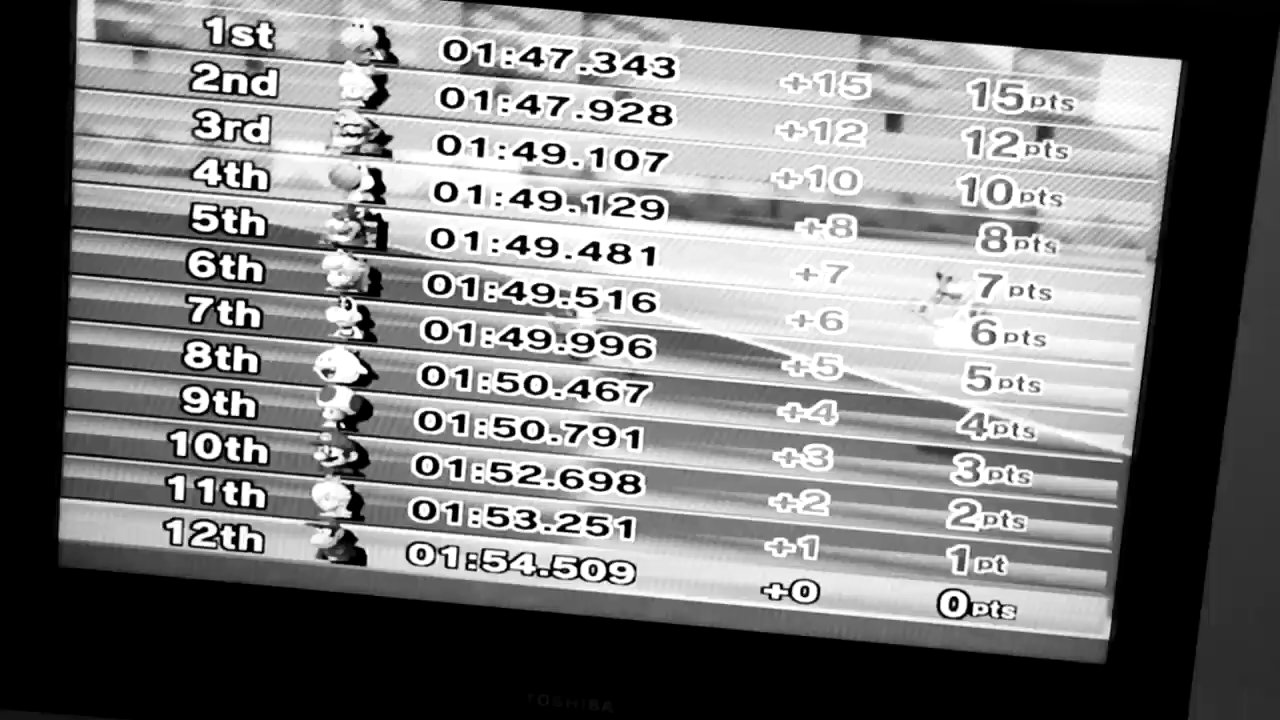 1st 01:47.343 +15 15pts
2nd 01:47.928 +12 12pts
3rd 01:49.107 +10 10pts
4th 01:49.129 +8 8pts
5th 01:49.481 +7 7pts
6th 01:49.516 +6 6pts
7th 01:49.996 +5 5pts
8th 01:50.467 +4 4pts
9th 01:50.791 +3 3pts
10th 01:52.698 +2 2pts
11th 01:53.251 +1 1pt
12th 01:54.509 +0 0pts
TOSHIBA